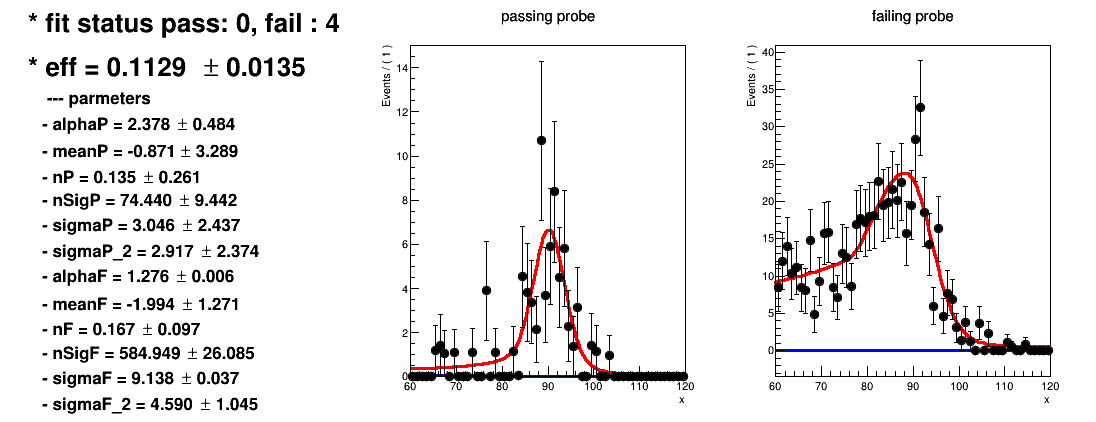 * fit status pass: 0, fail : 4
* eff = 0.1129 ± 0.0135
--- parmeters
- alphaP = 2.378 ± 0.484
- meanP = -0.871 ± 3.289
- nP = 0.135 ± 0.261
- nSigP = 74.440 ± 9.442
- sigmaP = 3.046 ± 2.437
- sigmaP_2 = 2.917 ± 2.374
- alphaF = 1.276 ± 0.006
- meanF = -1.994 ± 1.271
- nF = 0.167 ± 0.097
- nSigF = 584.949 ± 26.085
- sigmaF = 9.138 ± 0.037
- sigmaF_2 = 4.590 ± 1.045
passing probe
Events / ( 1 )
14
12
10
8
6
4
2
0
60 70 80 90 100 110 120
x
failing probe
Events / ( 1 )
40
35
30
25
20
15
10
5
0
60 70 80 90 100 110 120
x